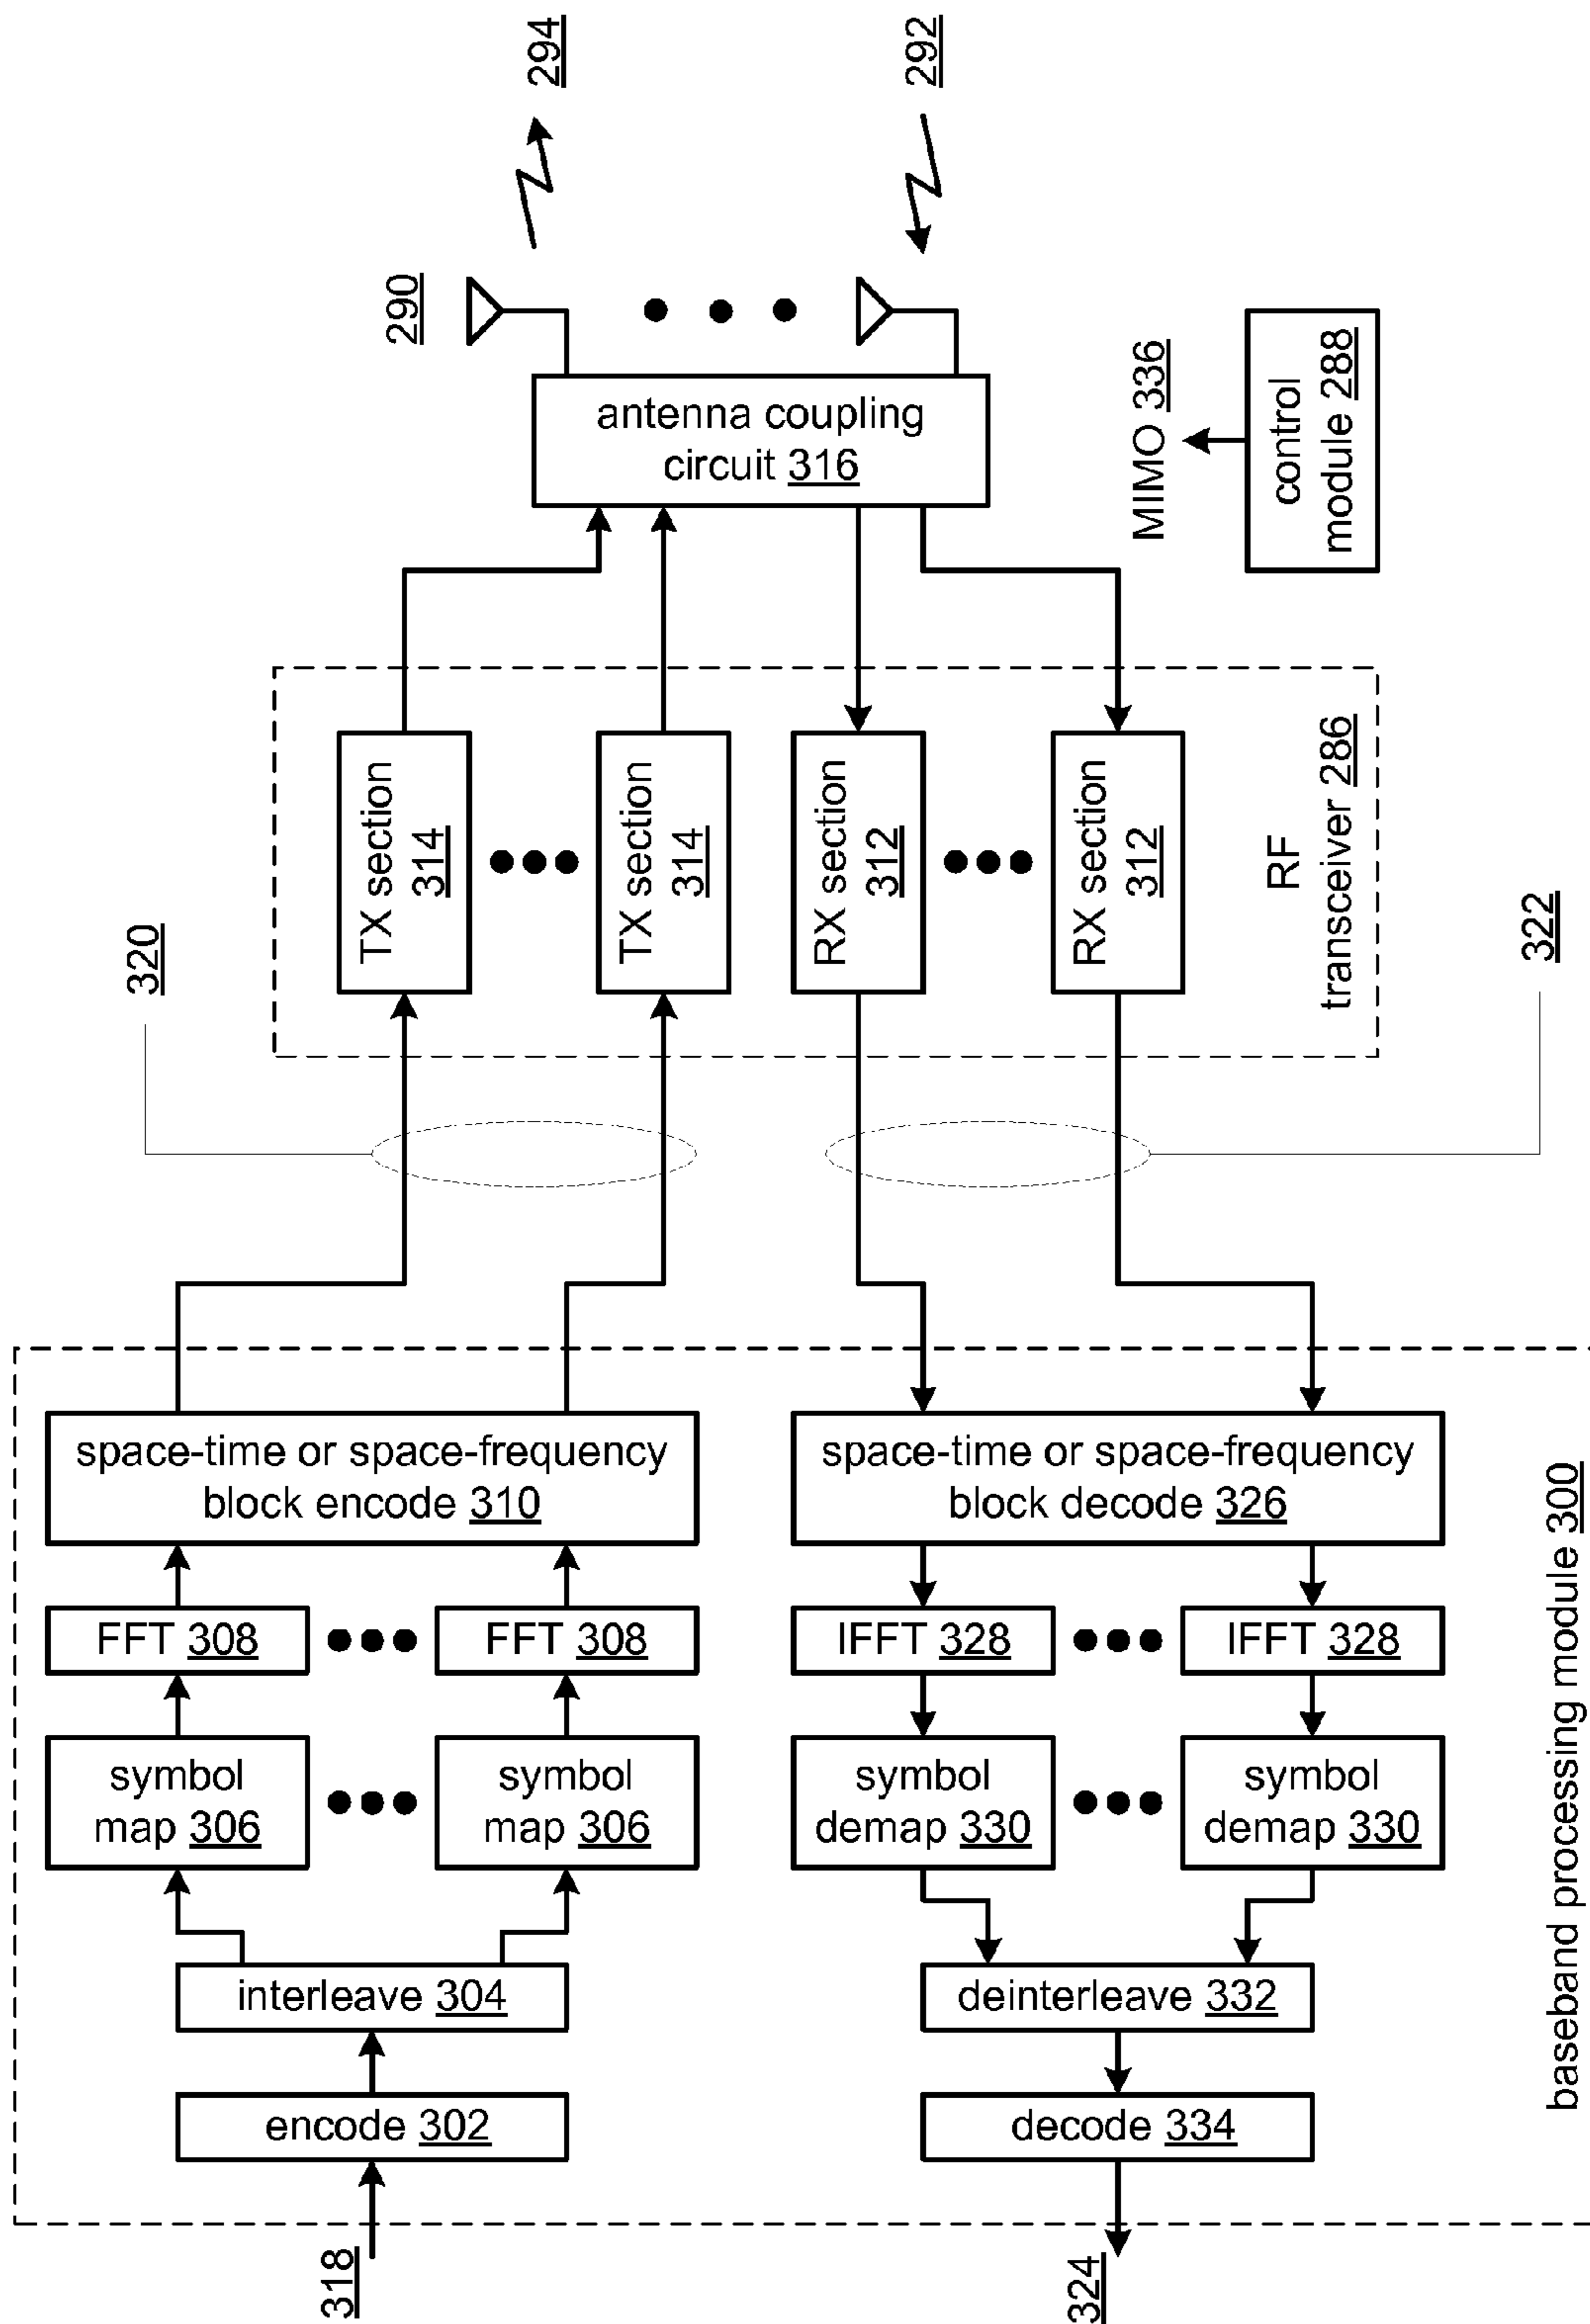 318
encode 302
interleave 304
symbol
map 306
symbol
map 306
FFT 308
FFT 308
space-time or space-frequency
block encode 310
320
TX section
314
TX section
314
antenna coupling
circuit 316
290
294
292
324
decode 334
deinterleave 332
symbol
demap 330
symbol
demap 330
IFFT 328
IFFT 328
space-time or space-frequency
block decode 326
322
RX section
312
RX section
312
RF
transceiver 286
MIMO 336
control
module 288
baseband processing module 300